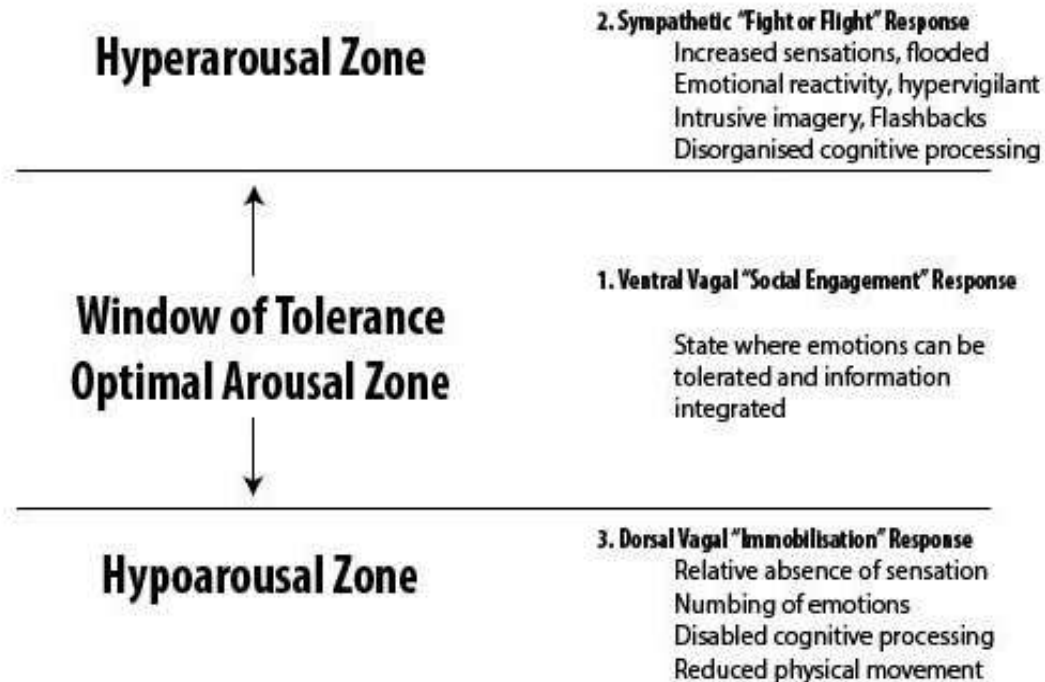 Hyperarousal Zone
2. Sympathetic "Fight or Flight" Response
Increased sensations, flooded
Emotional reactivity, hypervigilant
Intrusive imagery, Flashbacks
Disorganised cognitive processing
Window of Tolerance
Optimal Arousal Zone
1. Ventral Vagal "Social Engagement" Response
State where emotions can be
tolerated and information
integrated
Hypoarousal Zone
3. Dorsal Vagal "Immobilisation" Response
Relative absence of sensation
Numbing of emotions
Disabled cognitive processing
Reduced physical movement